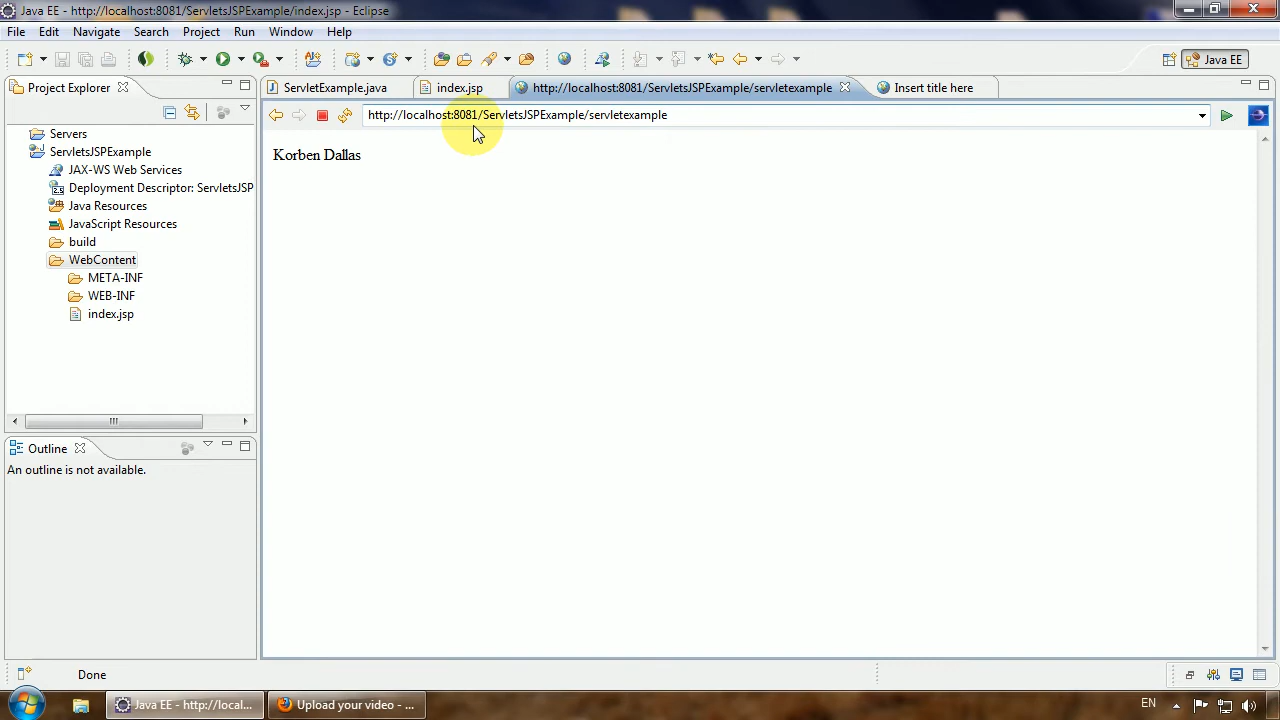 Java EE - http://localhost:8081/ServletsJSPExample/index.jsp - Eclipse
File Edit Navigate Search Project Run Window Help
Java EE
Project Explorer
ServletExample.java index.jsp http://localhost:8081/ServletsJSPExample/servletexample Insert title here
http://localhost:8081/ServletsJSPExample/servletexample
Servers
ServletsJSPExample
JAX-WS Web Services
Deployment Descriptor: ServletsJSP
Java Resources
JavaScript Resources
build
WebContent
META-INF
WEB-INF
index.jsp
Korben Dallas
Outline
An outline is not available.
Done
Java EE - http://local... Upload your video - ... EN